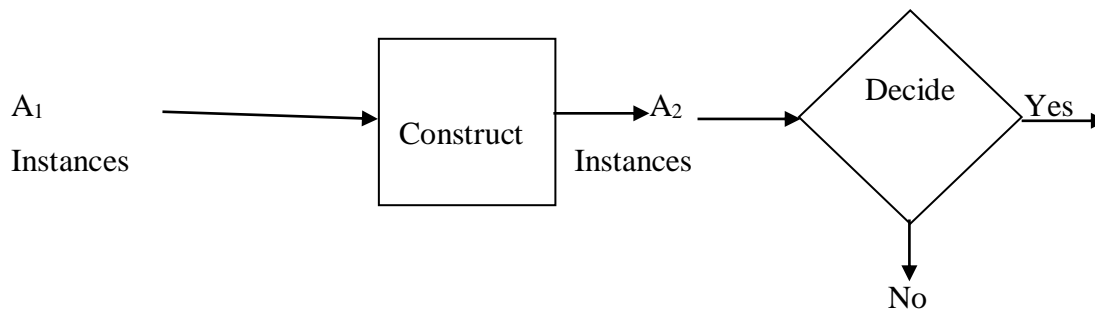 A₁
Instances
Construct
A₂
Instances
Decide
Yes
No